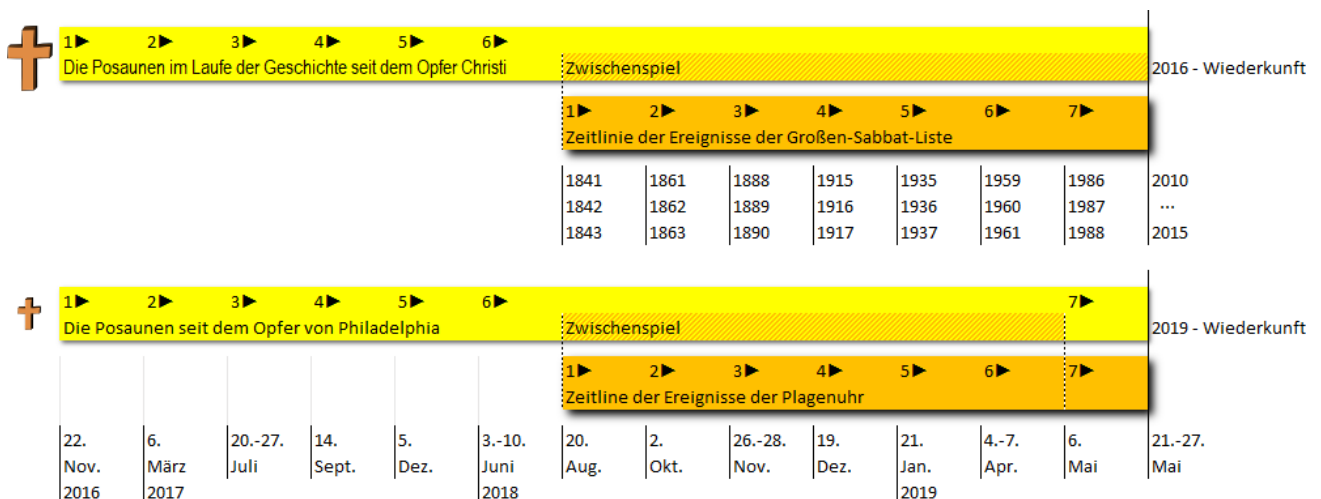 1► 2► 3► 4► 5► 6►
Die Posaunen im Laufe der Geschichte seit dem Opfer Christi
Zwischenspiel
2016 - Wiederkunft
1► 2► 3► 4► 5► 6► 7►
Zeitlinie der Ereignisse der Großen-Sabbat-Liste
1841 1861 1888 1915 1935 1959 1986 2010
1842 1862 1889 1916 1936 1960 1987 ...
1843 1863 1890 1917 1937 1961 1988 2015
1► 2► 3► 4► 5► 6► 7►
Die Posaunen seit dem Opfer von Philadelphia
Zwischenspiel
2019 - Wiederkunft
1► 2► 3► 4► 5► 6► 7►
Zeitline der Ereignisse der Plagenuhr
22. 6. 20.-27. 14. 5. 3.-10. 20. 2. 26.-28. 19. 21. 4.-7. 6. 21.-27.
Nov. März Juli Sept. Dez. Juni Aug. Okt. Nov. Dez. Jan. Apr. Mai Mai
2016 2017 2018 2019